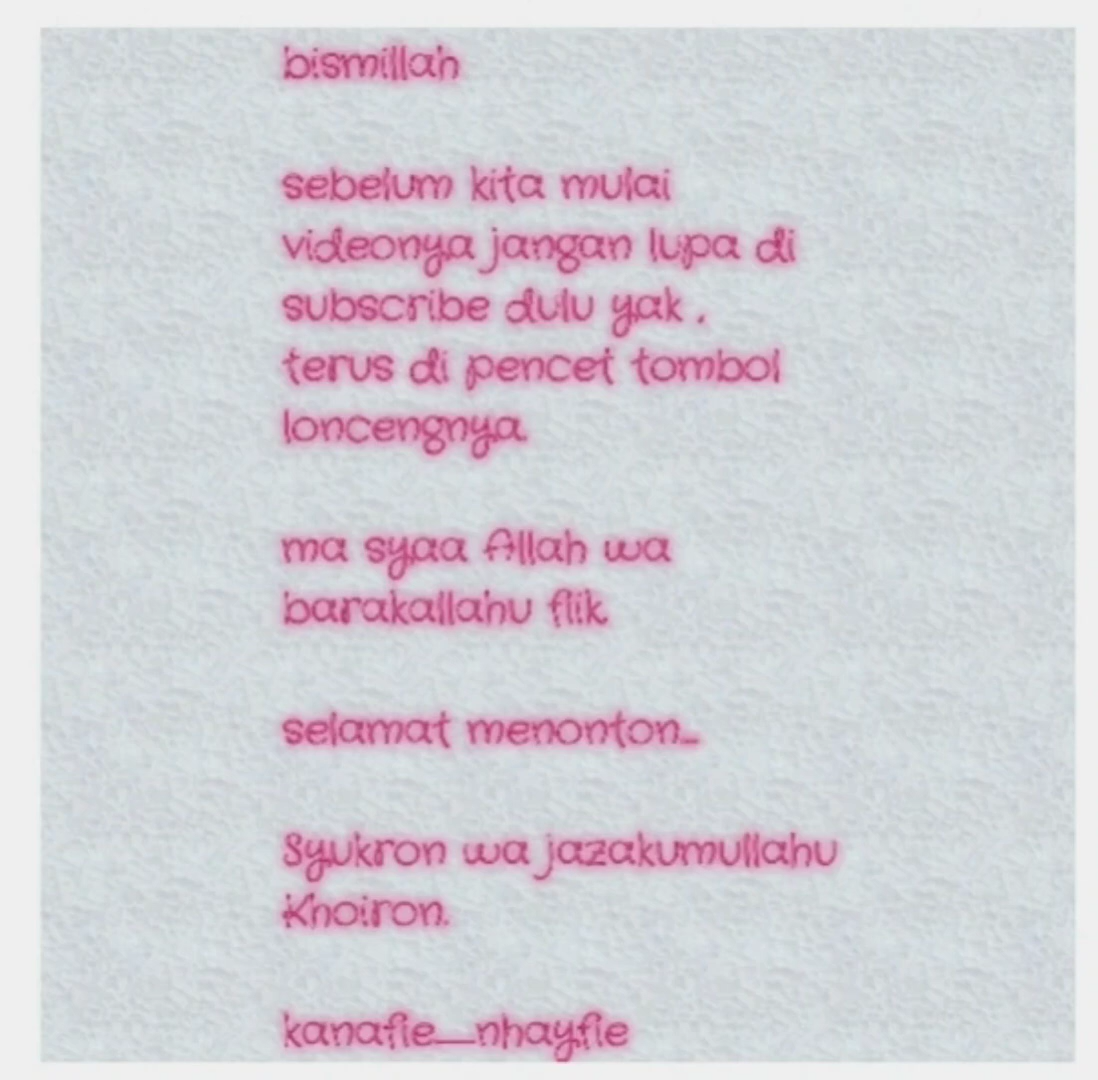 bismillah
sebelum kita mulai
videonya jangan lupa di
subscribe dulu yak .
terus di pencet tombol
loncengnya.
ma syaa Allah wa
barakallahu fiik.
selamat menonton...
Syukron wa jazakumullahu
Khoiron.
kanafie__nhayfie